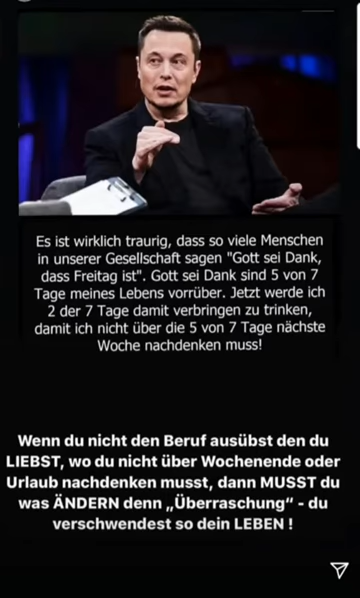 Es ist wirklich traurig, dass so viele Menschen
in unserer Gesellschaft sagen "Gott sei Dank,
dass Freitag ist". Gott sei Dank sind 5 von 7
Tage meines Lebens vorrüber. Jetzt werde ich
2 der 7 Tage damit verbringen zu trinken,
damit ich nicht über die 5 von 7 Tage nächste
Woche nachdenken muss!
Wenn du nicht den Beruf ausübst den du
LIEBST, wo du nicht über Wochenende oder
Urlaub nachdenken musst, dann MUSST du
was ÄNDERN denn „Überraschung“ - du
verschwendest so dein LEBEN !